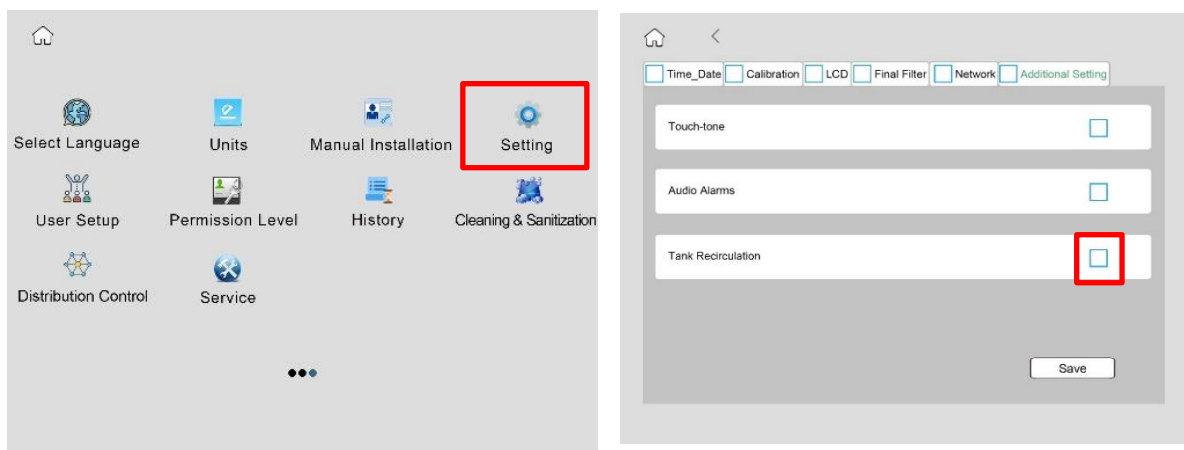 Select Language
Units
Manual Installation
Setting
User Setup
Permission Level
History
Cleaning & Sanitization
Distribution Control
Service
Time_Date
Calibration
LCD
Final Filter
Network
Additional Setting
Touch-tone
Audio Alarms
Tank Recirculation
Save